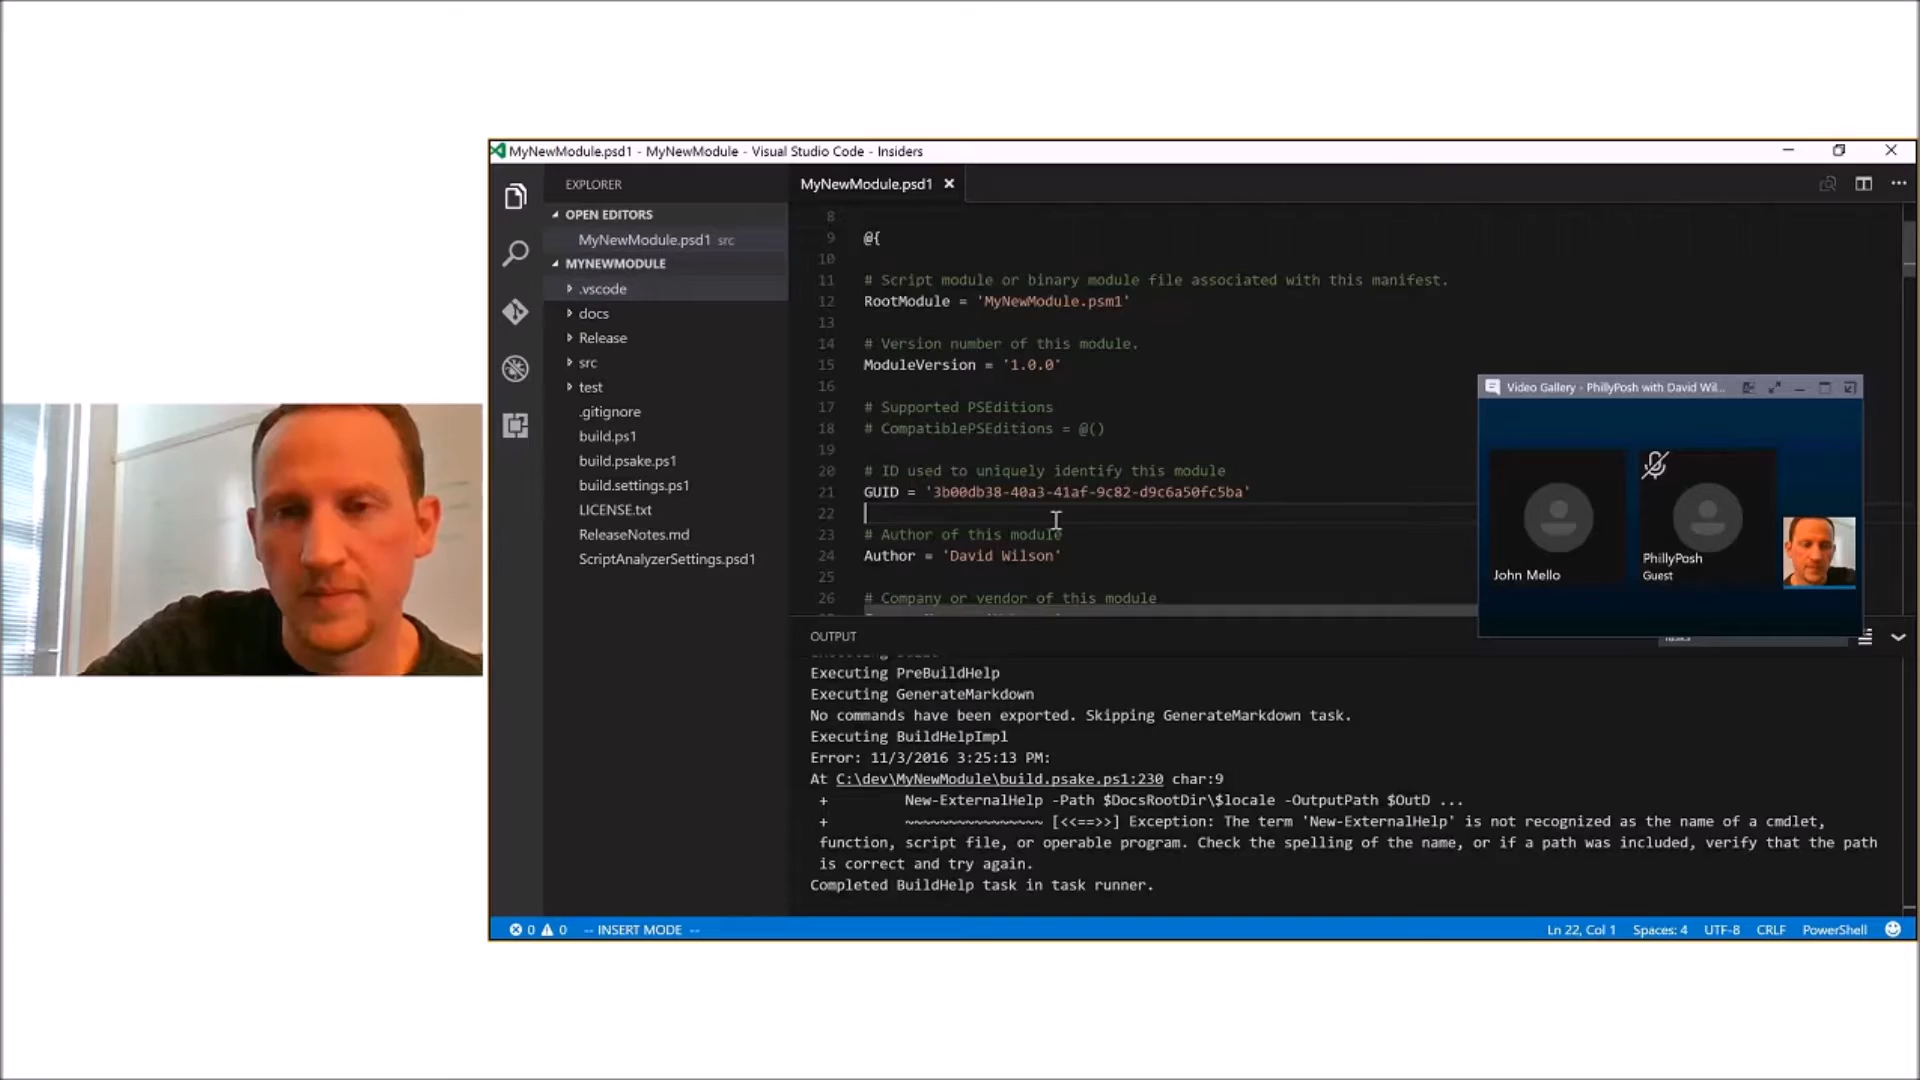 MyNewModule.psd1 - MyNewModule - Visual Studio Code - Insiders
EXPLORER
OPEN EDITORS
MyNewModule.psd1 src
MYNEWMODULE
.vscode
docs
Release
src
test
.gitignore
build.ps1
build.psake.ps1
build.settings.ps1
LICENSE.txt
ReleaseNotes.md
ScriptAnalyzerSettings.psd1
MyNewModule.psd1
8
9 @{
10
11 # Script module or binary module file associated with this manifest.
12 RootModule = 'MyNewModule.psm1'
13
14 # Version number of this module.
15 ModuleVersion = '1.0.0'
16
17 # Supported PSEditions
18 # CompatiblePSEditions = @()
19
20 # ID used to uniquely identify this module
21 GUID = '3b00db38-40a3-41af-9c82-d9c6a50fc5ba'
22
23 # Author of this module
24 Author = 'David Wilson'
25
26 # Company or vendor of this module
Video Gallery - PhillyPosh with David Wil...
John Mello
PhillyPosh
Guest
OUTPUT
Executing PreBuildHelp
Executing GenerateMarkdown
No commands have been exported. Skipping GenerateMarkdown task.
Executing BuildHelpImpl
Error: 11/3/2016 3:25:13 PM:
At C:\dev\MyNewModule\build.psake.ps1:230 char:9
+ New-ExternalHelp -Path $DocsRootDir\$locale -OutputPath $OutD ...
+ ~~~~~~~~~~~~~~~~ [<<==>>] Exception: The term 'New-ExternalHelp' is not recognized as the name of a cmdlet,
function, script file, or operable program. Check the spelling of the name, or if a path was included, verify that the path
is correct and try again.
Completed BuildHelp task in task runner.
0 0 -- INSERT MODE --
Ln 22, Col 1 Spaces: 4 UTF-8 CRLF PowerShell